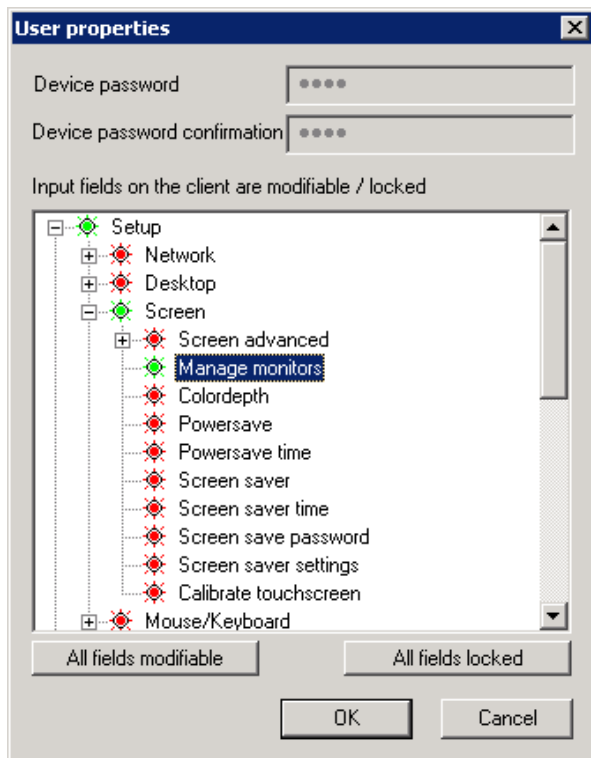 User properties
Device password
Device password confirmation
Input fields on the client are modifiable / locked
Setup
Network
Desktop
Screen
Screen advanced
Manage monitors
Colordepth
Powersave
Powersave time
Screen saver
Screen saver time
Screen save password
Screen saver settings
Calibrate touchscreen
Mouse/Keyboard
All fields modifiable All fields locked
OK Cancel